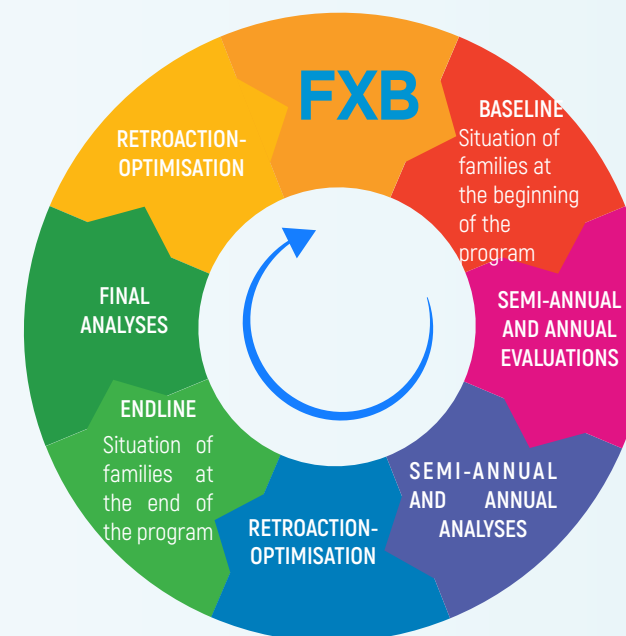 FXB
BASELINE
Situation of
families at
the beginning
of the
program
SEMI-ANNUAL
AND ANNUAL
EVALUATIONS
SEMI-ANNUAL
AND ANNUAL
ANALYSES
RETROACTION-
OPTIMISATION
ENDLINE
Situation of
families at
the end of
the program
FINAL
ANALYSES
RETROACTION-
OPTIMISATION